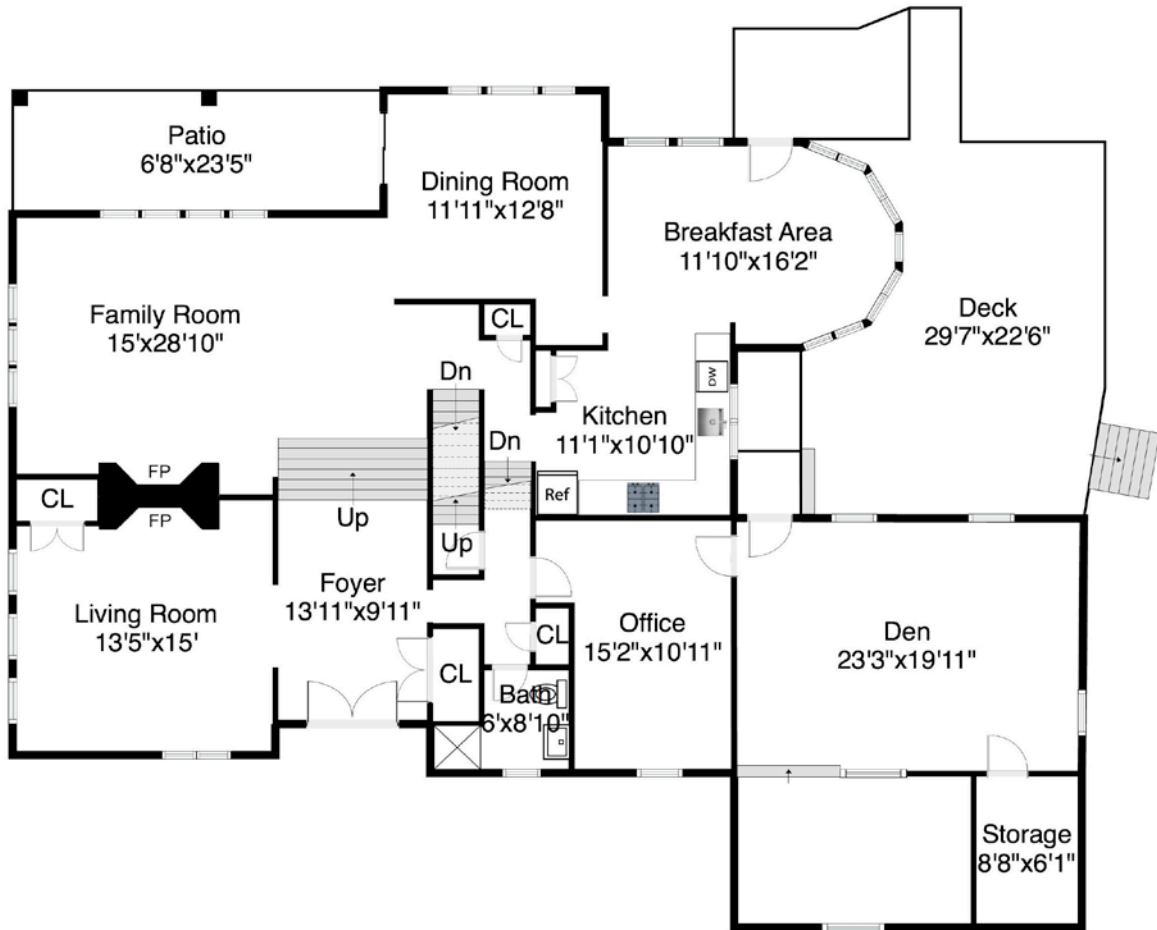 Patio
6'8"x23'5"
Dining Room
11'11"x12'8"
Breakfast Area
11'10"x16'2"
Family Room
15'x28'10"
CL
Deck
29'7"x22'6"
Dn
DW
Kitchen
11'1"x10'10"
Dn
FP
CL
Ref
FP
Up
Up
Foyer
13'11"x9'11"
Living Room
13'5"x15'
Office
15'2"x10'11"
CL
Den
23'3"x19'11"
CL
Bath
6'x8'10"
Storage
8'8"x6'1"